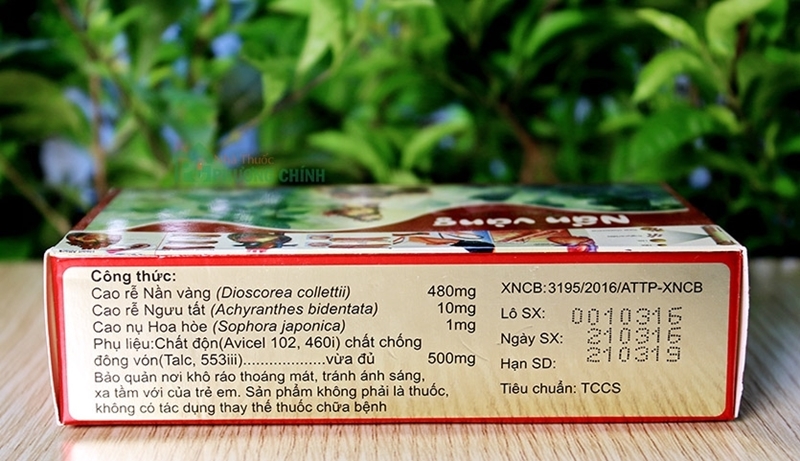 Nhà Thuốc
CHÍNH
Nần vàng
Công thức:
Cao rễ Nần vàng (Dioscorea collettii) 480mg
Cao rễ Ngưu tất (Achyranthes bidentata) 10mg
Cao nụ Hoa hòe (Sophora japonica) 1mg
Phụ liệu:Chất độn(Avicel 102, 460i) chất chống
đông vón(Talc, 553iii)...................vừa đủ 500mg
Bảo quản nơi khô ráo thoáng mát, tránh ánh sáng,
xa tầm với của trẻ em. Sản phẩm không phải là thuốc,
không có tác dụng thay thế thuốc chữa bệnh
XNCB: 3195/2016/ATTP-XNCB
Lô SX: 0010316
Ngày SX: 210316
Hạn SD: 210319
Tiêu chuẩn: TCCS